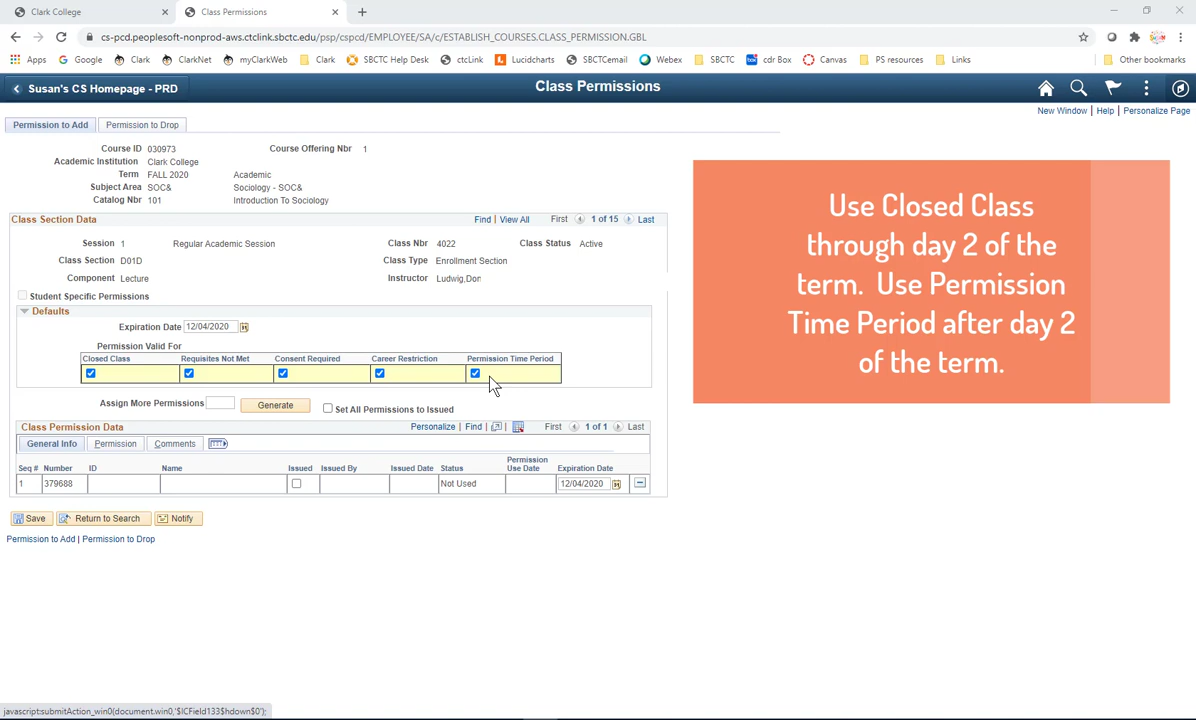 Clark College
Class Permissions
cs-pcd.peoplesoft-nonprod-aws.ctclink.sbctc.edu/psp/cspcd/EMPLOYEE/SA/c/ESTABLISH_COURSES.CLASS_PERMISSION.GBL
Apps Google Clark ClarkNet myClarkWeb Clark SBCTC Help Desk ctcLink Lucidcharts SBCTCemail Webex SBCTC cdr Box Canvas PS resources Links Other bookmarks
Susan's CS Homepage - PRD Class Permissions
New Window | Help | Personalize Page
Permission to Add Permission to Drop
Course ID 030973 Course Offering Nbr 1
Academic Institution Clark College
Term FALL 2020 Academic
Subject Area SOC& Sociology - SOC&
Catalog Nbr 101 Introduction To Sociology
Class Section Data Find | View All First 1 of 15 Last
Session 1 Regular Academic Session Class Nbr 4022 Class Status Active
Class Section D01D Class Type Enrollment Section
Component Lecture Instructor Ludwig,Don
Student Specific Permissions
Defaults
Expiration Date 12/04/2020
Permission Valid For
Closed Class Requisites Not Met Consent Required Career Restriction Permission Time Period
Assign More Permissions Generate Set All Permissions to Issued
Class Permission Data Personalize | Find | First 1 of 1 Last
General Info Permission Comments
Seq # Number ID Name Issued Issued By Issued Date Status Permission Use Date Expiration Date
1 379688 Not Used 12/04/2020
Save Return to Search Notify
Permission to Add | Permission to Drop
Use Closed Class
through day 2 of the
term. Use Permission
Time Period after day 2
of the term.
javascript:submitAction_win0(document.win0,'$ICField133$hdown$0');